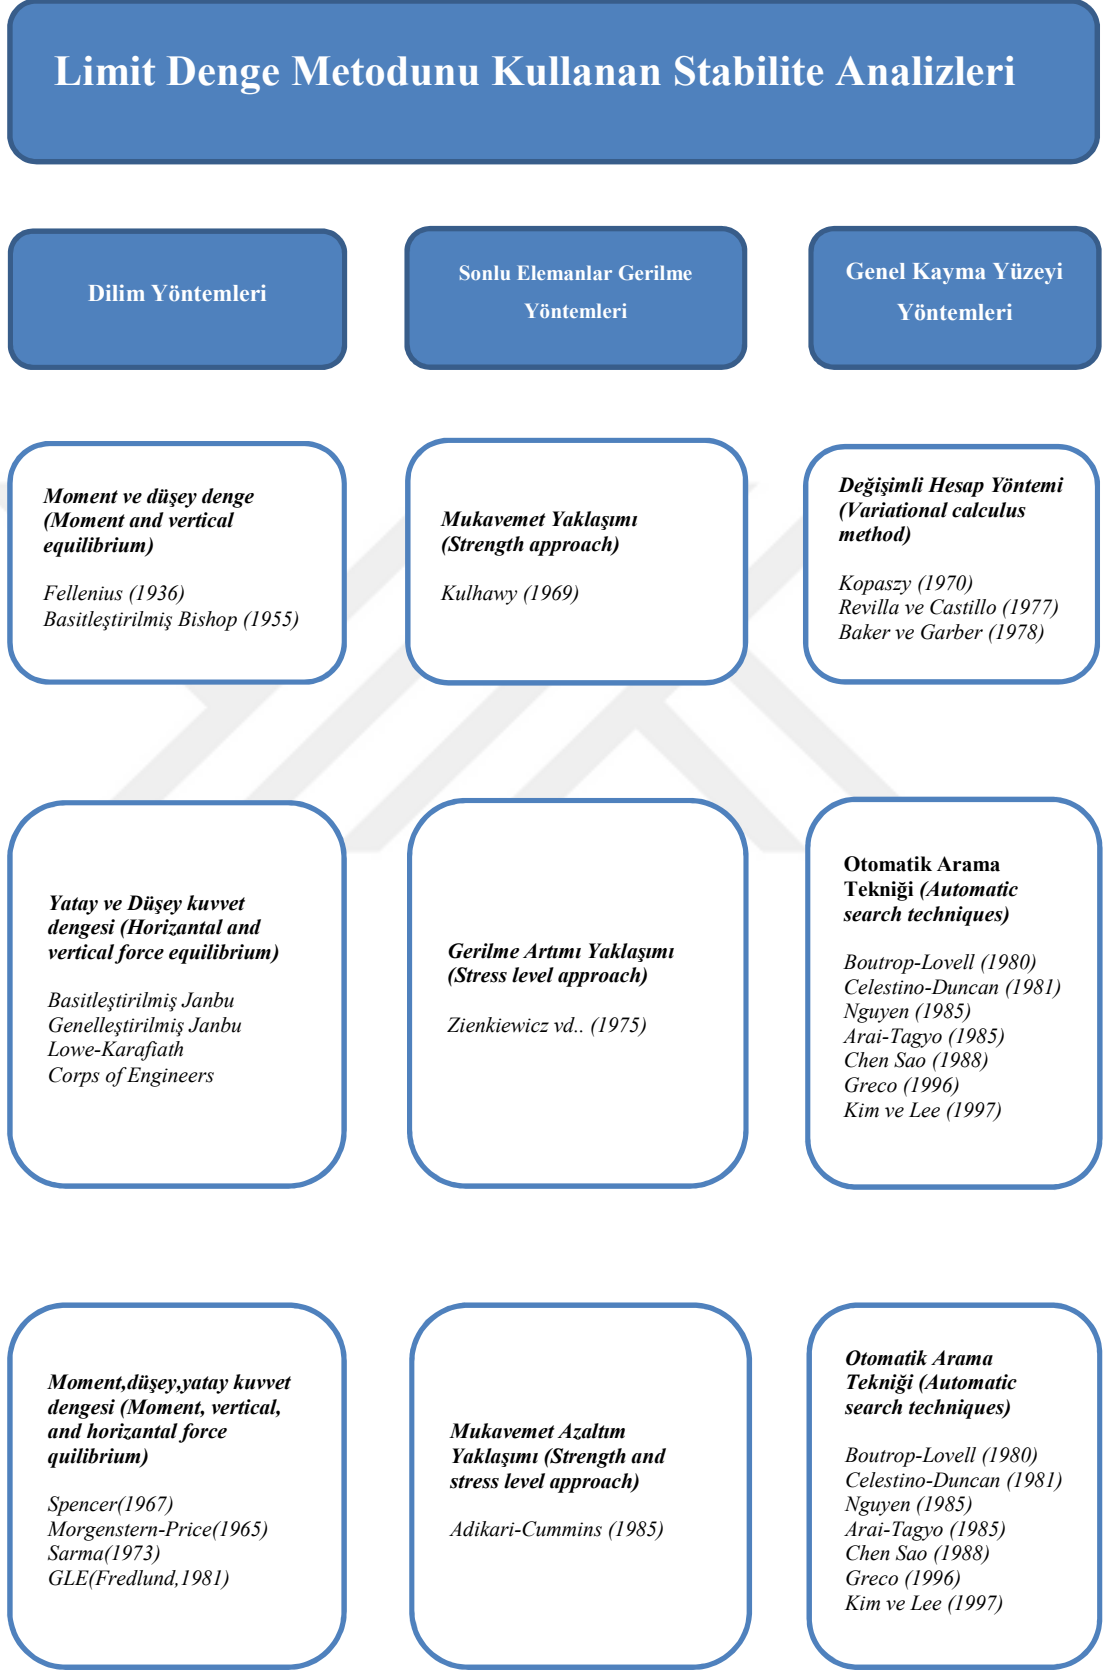 Limit Denge Metodunu Kullanan Stabilite Analizleri
Dilim Yöntemleri
Sonlu Elemanlar Gerilme
Yöntemleri
Genel Kayma Yüzeyi
Yöntemleri
Moment ve düşey denge
(Moment and vertical
equilibrium)
Fellenius (1936)
Basitleştirilmiş Bishop (1955)
Mukavemet Yaklaşımı
(Strength approach)
Kulhawy (1969)
Değişimli Hesap Yöntemi
(Variational calculus
method)
Kopaszy (1970)
Revilla ve Castillo (1977)
Baker ve Garber (1978)
Yatay ve Düşey kuvvet
dengesi (Horizantal and
vertical force equilibrium)
Basitleştirilmiş Janbu
Genelleştirilmiş Janbu
Lowe-Karafiath
Corps of Engineers
Gerilme Artımı Yaklaşımı
(Stress level approach)
Zienkiewicz vd.. (1975)
Otomatik Arama
Tekniği (Automatic
search techniques)
Boutrop-Lovell (1980)
Celestino-Duncan (1981)
Nguyen (1985)
Arai-Tagyo (1985)
Chen Sao (1988)
Greco (1996)
Kim ve Lee (1997)
Moment,düşey,yatay kuvvet
dengesi (Moment, vertical,
and horizantal force
quilibrium)
Spencer(1967)
Morgenstern-Price(1965)
Sarma(1973)
GLE(Fredlund,1981)
Mukavemet Azaltım
Yaklaşımı (Strength and
stress level approach)
Adikari-Cummins (1985)
Otomatik Arama
Tekniği (Automatic
search techniques)
Boutrop-Lovell (1980)
Celestino-Duncan (1981)
Nguyen (1985)
Arai-Tagyo (1985)
Chen Sao (1988)
Greco (1996)
Kim ve Lee (1997)